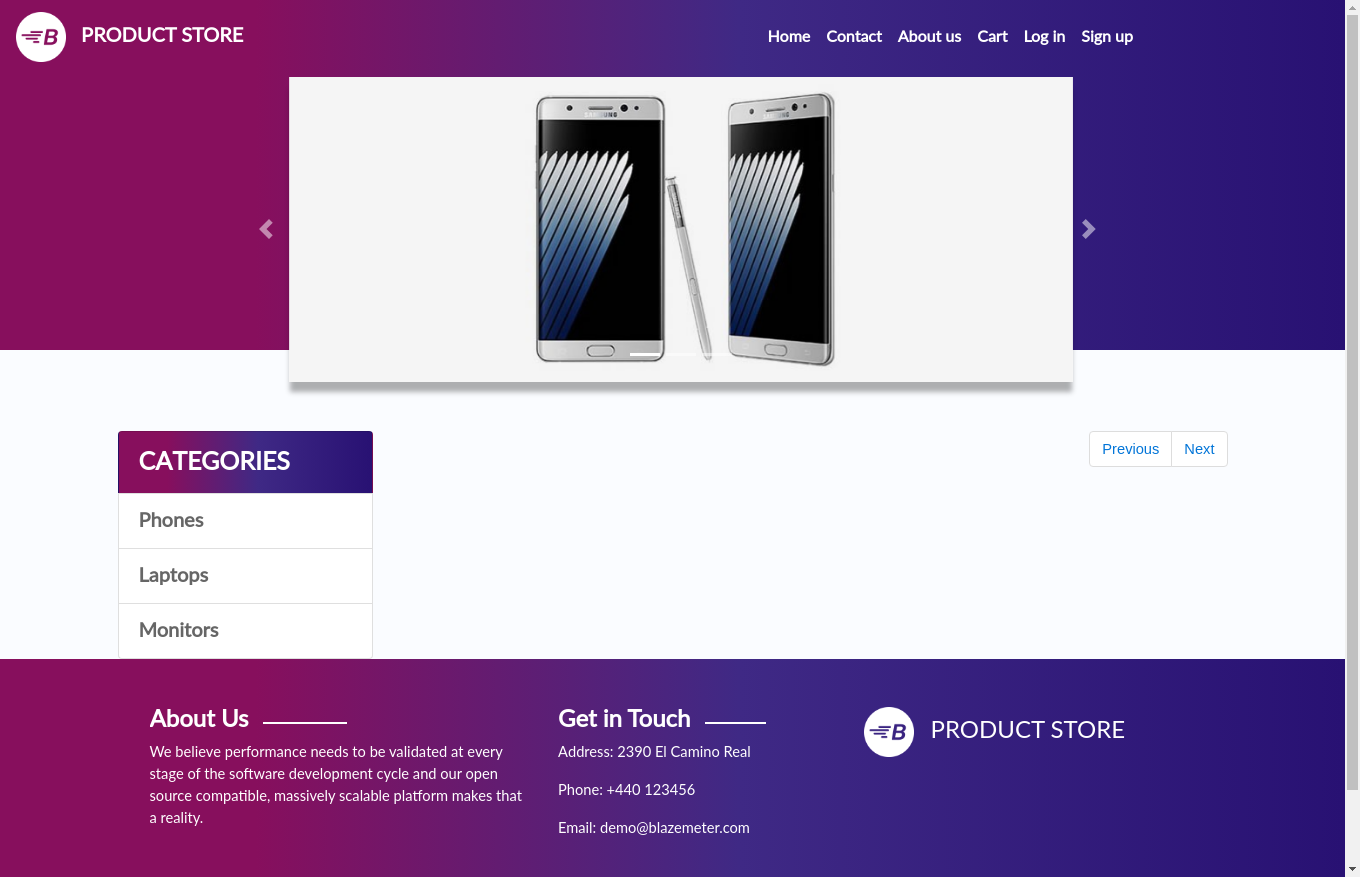 B PRODUCT STORE
Home Contact About us Cart Log in Sign up
SAMSUNG SAMSUNG
CATEGORIES
Previous Next
Phones
Laptops
Monitors
About Us
We believe performance needs to be validated at every
stage of the software development cycle and our open
source compatible, massively scalable platform makes that
a reality.
Get in Touch
Address: 2390 El Camino Real
Phone: +440 123456
Email: demo@blazemeter.com
B PRODUCT STORE